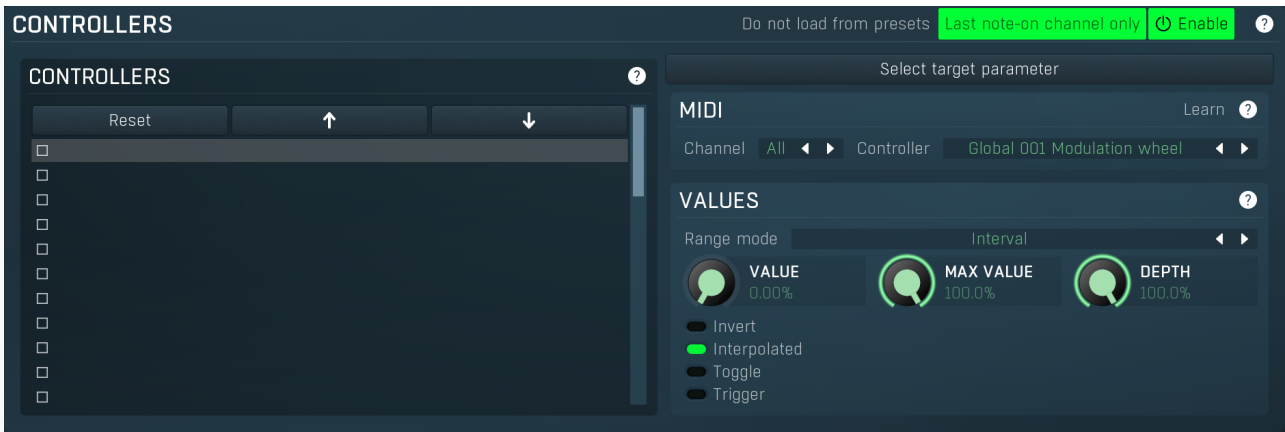 CONTROLLERS Do not load from presets Last note-on channel only Enable ?
CONTROLLERS ?
Select target parameter
Reset ↑ ↓
MIDI Learn ?
Channel All Controller Global 001 Modulation wheel
VALUES ?
Range mode Interval
VALUE
0.00%
MAX VALUE
100.0%
DEPTH
100.0%
Invert
Interpolated
Toggle
Trigger